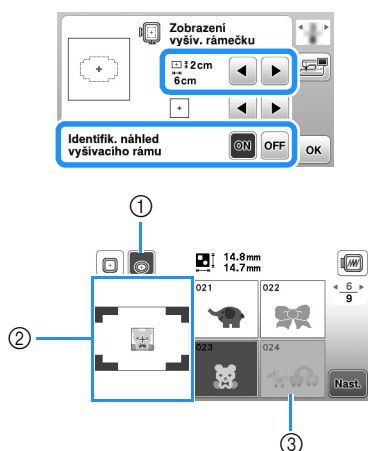 Zobrazení
vyšív. rámečku
2cm
6cm
Identifik. náhled
vyšívacího rámu
ON OFF
OK
①
14.8mm
14.7mm
021 022
6
9
②
023 024
Nast.
③